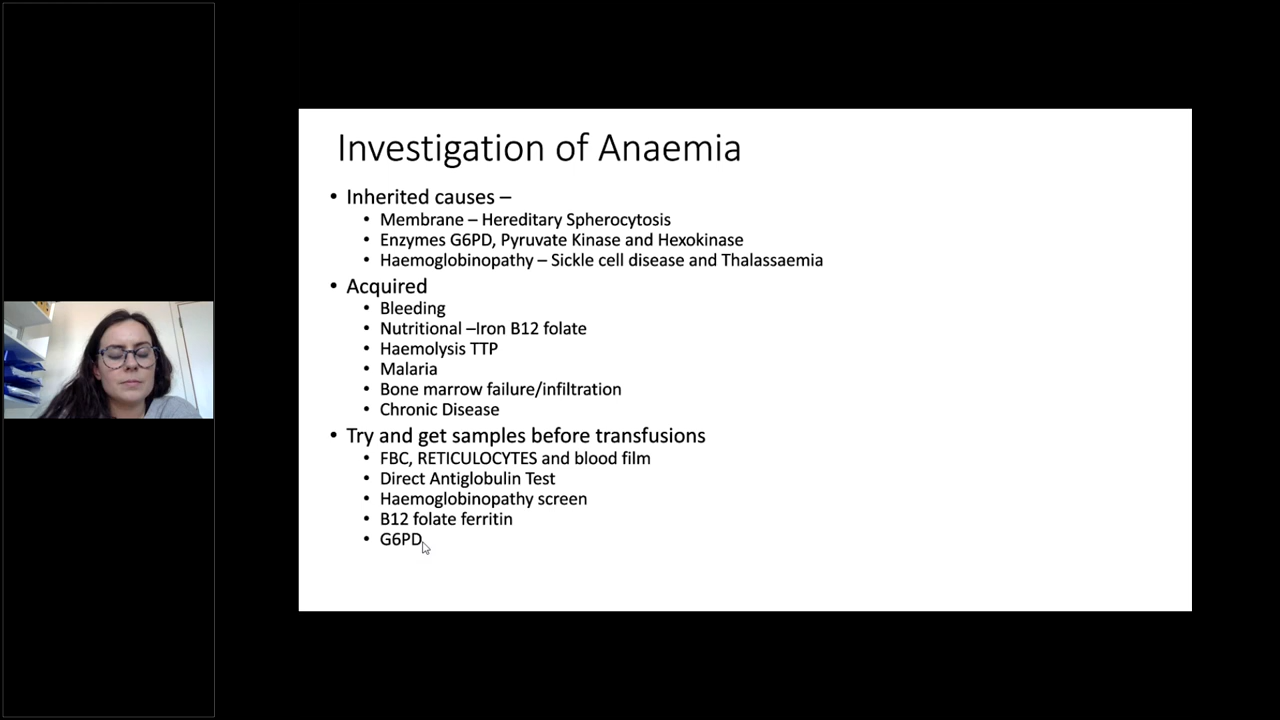 Investigation of Anaemia
• Inherited causes –
• Membrane – Hereditary Spherocytosis
• Enzymes G6PD, Pyruvate Kinase and Hexokinase
• Haemoglobinopathy – Sickle cell disease and Thalassaemia
• Acquired
• Bleeding
• Nutritional –Iron B12 folate
• Haemolysis TTP
• Malaria
• Bone marrow failure/infiltration
• Chronic Disease
• Try and get samples before transfusions
• FBC, RETICULOCYTES and blood film
• Direct Antiglobulin Test
• Haemoglobinopathy screen
• B12 folate ferritin
• G6PD